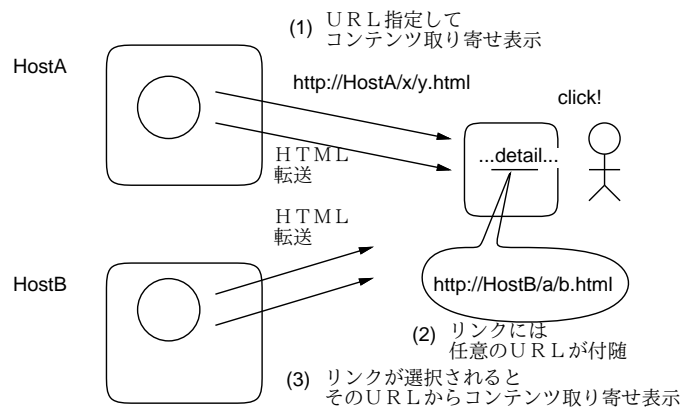 (1) ＵＲＬ指定して
コンテンツ取り寄せ表示
HostA
http://HostA/x/y.html
click!
...detail...
ＨＴＭＬ
転送
ＨＴＭＬ
転送
HostB
http://HostB/a/b.html
(2) リンクには
任意のＵＲＬが付随
(3) リンクが選択されると
そのＵＲＬからコンテンツ取り寄せ表示